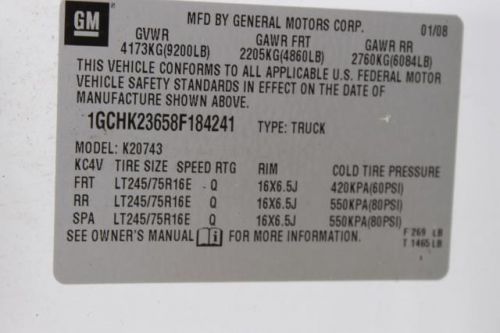 GM
MFD BY GENERAL MOTORS CORP. 01/08
GVWR GAWR FRT GAWR RR
4173KG(9200LB) 2205KG(4860LB) 2760KG(6084LB)
THIS VEHICLE CONFORMS TO ALL APPLICABLE U.S. FEDERAL MOTOR
VEHICLE SAFETY STANDARDS IN EFFECT ON THE DATE OF
MANUFACTURE SHOWN ABOVE.
1GCHK23658F184241 TYPE: TRUCK
MODEL: K20743
KC4V TIRE SIZE SPEED RTG RIM COLD TIRE PRESSURE
FRT LT245/75R16E Q 16X6.5J 420KPA(60PSI)
RR LT245/75R16E Q 16X6.5J 550KPA(80PSI)
SPA LT245/75R16E Q 16X6.5J 550KPA(80PSI)
SEE OWNER'S MANUAL i FOR MORE INFORMATION. F 269 LB
T 1465 LB